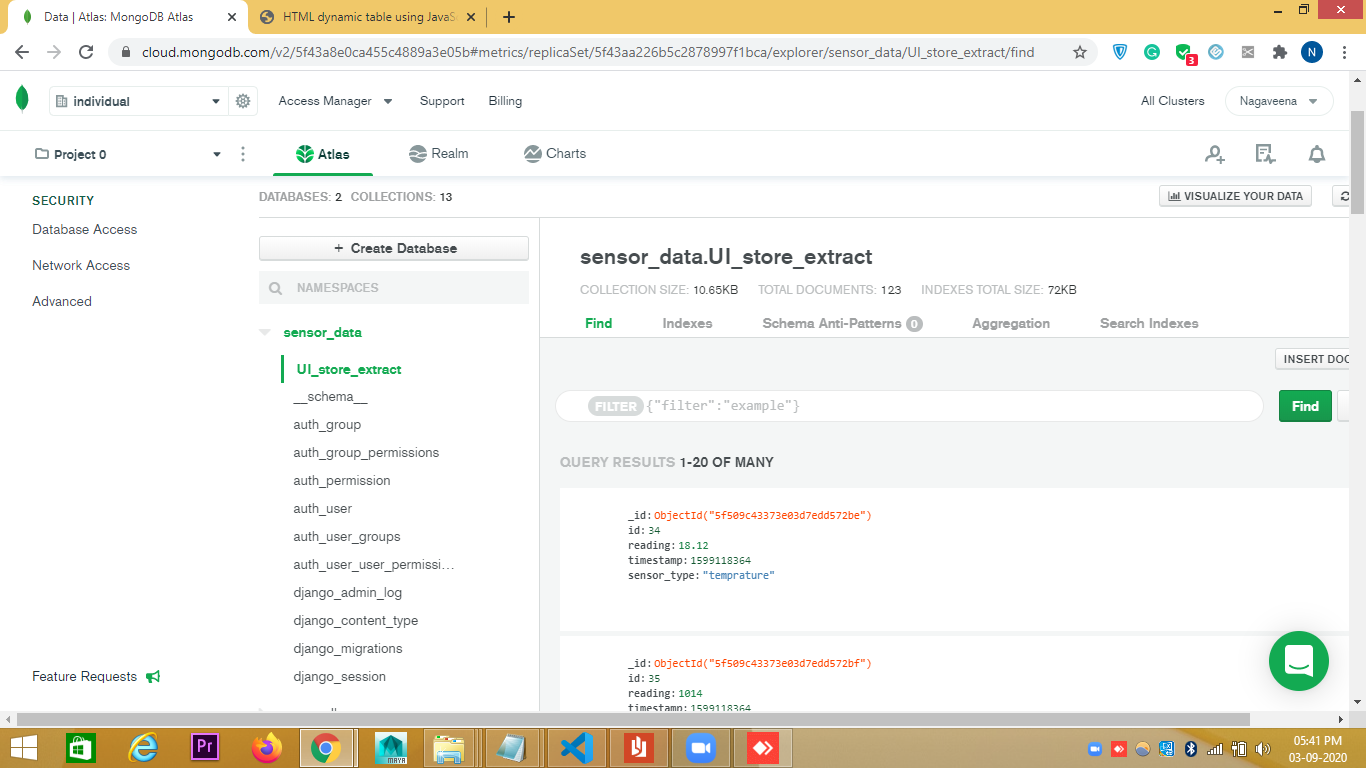 Data | Atlas: MongoDB Atlas
HTML dynamic table using JavaS
cloud.mongodb.com/v2/5f43a8e0ca455c4889a3e05b#metrics/replicaSet/5f43aa226b5c2878997f1bca/explorer/sensor_data/UI_store_extract/find
3
N
individual
Access Manager
Support
Billing
All Clusters
Nagaveena
Project 0
Atlas
Realm
Charts
SECURITY
Database Access
Network Access
Advanced
Feature Requests
DATABASES: 2 COLLECTIONS: 13
VISUALIZE YOUR DATA
+ Create Database
NAMESPACES
sensor_data
UI_store_extract
__schema__
auth_group
auth_group_permissions
auth_permission
auth_user
auth_user_groups
auth_user_user_permissi…
django_admin_log
django_content_type
django_migrations
django_session
sensor_data.UI_store_extract
COLLECTION SIZE: 10.65KB TOTAL DOCUMENTS: 123 INDEXES TOTAL SIZE: 72KB
Find
Indexes
Schema Anti-Patterns 0
Aggregation
Search Indexes
INSERT DOC
FILTER {"filter":"example"}
Find
QUERY RESULTS 1-20 OF MANY
_id: ObjectId("5f509c43373e03d7edd572be")
id: 34
reading: 18.12
timestamp: 1599118364
sensor_type: "temprature"
_id: ObjectId("5f509c43373e03d7edd572bf")
id: 35
reading: 1014
timestamp: 1599118364
Pr
MAYA
05:41 PM
03-09-2020